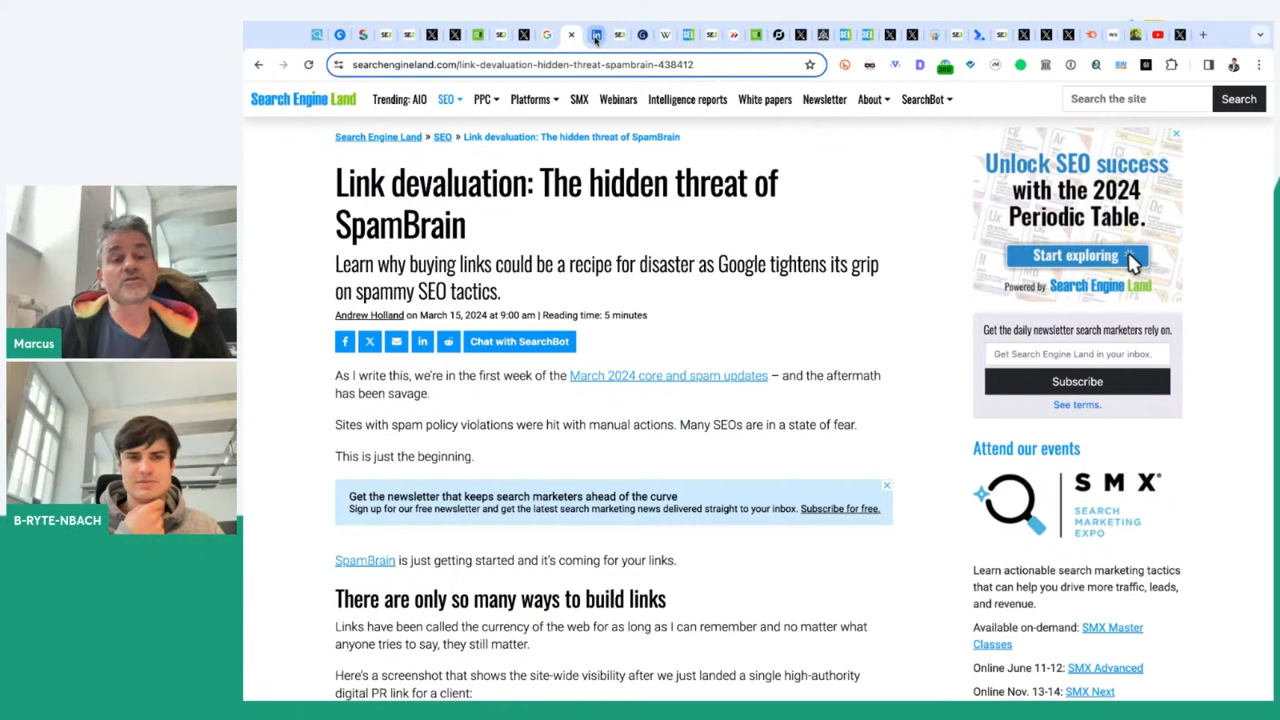 searchengineland.com/link-devaluation-hidden-threat-spambrain-438412
Search Engine Land
Trending: AIO
SEO
PPC
Platforms
SMX
Webinars
Intelligence reports
White papers
Newsletter
About
SearchBot
Search the site
Search
Search Engine Land » SEO » Link devaluation: The hidden threat of SpamBrain
Link devaluation: The hidden threat of
SpamBrain
Learn why buying links could be a recipe for disaster as Google tightens its grip
on spammy SEO tactics.
Andrew Holland on March 15, 2024 at 9:00 am | Reading time: 5 minutes
Chat with SearchBot
As I write this, we're in the first week of the March 2024 core and spam updates – and the aftermath
has been savage.
Sites with spam policy violations were hit with manual actions. Many SEOs are in a state of fear.
This is just the beginning.
Get the newsletter that keeps search marketers ahead of the curve
Sign up for our free newsletter and get the latest search marketing news delivered straight to your inbox. Subscribe for free.
SpamBrain is just getting started and it's coming for your links.
There are only so many ways to build links
Links have been called the currency of the web for as long as I can remember and no matter what
anyone tries to say, they still matter.
Here's a screenshot that shows the site-wide visibility after we just landed a single high-authority
digital PR link for a client:
Unlock SEO success
with the 2024
Periodic Table.
Start exploring
Powered by Search Engine Land
Get the daily newsletter search marketers rely on.
Get Search Engine Land in your inbox.
Subscribe
See terms.
Attend our events
SMX
SEARCH
MARKETING
EXPO
Learn actionable search marketing tactics
that can help you drive more traffic, leads,
and revenue.
Available on-demand: SMX Master
Classes
Online June 11-12: SMX Advanced
Online Nov. 13-14: SMX Next
Marcus
B-RYTE-NBACH